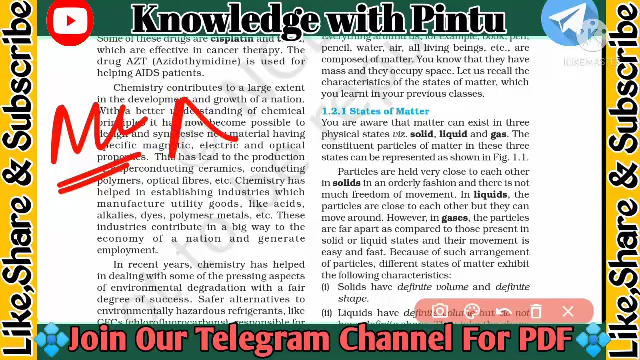 Knowledge with Pintu
Like,Share & Subscribe
Some of these drugs are cisplatin and
which are effective in cancer therapy. The
drug AZT (Azidothymidine) is used for
helping AIDS patients.
Chemistry contributes to a large extent
in the development and growth of a nation.
With a better understanding of chemical
principles it has now become possible to
design and synthesise new material having
specific magnetic, electric and optical
properties. This has lead to the production
superconducting ceramics, conducting
polymers, optical fibres, etc. Chemistry has
helped in establishing industries which
manufacture utility goods, like acids,
alkalies, dyes, polymesr metals, etc. These
industries contribute in a big way to the
economy of a nation and generate
employment.
In recent years, chemistry has helped
in dealing with some of the pressing aspects
of environmental degradation with a fair
degree of success. Safer alternatives to
environmentally hazardous refrigerants, like
CFCs (chlorofluorocarbons), responsible for
everything around us, for example, book, pen,
pencil, water, air, all living beings, etc., are
composed of matter. You know that they have
mass and they occupy space. Let us recall the
characteristics of the states of matter, which
you learnt in your previous classes.
1.2.1 States of Matter
You are aware that matter can exist in three
physical states viz. solid, liquid and gas. The
constituent particles of matter in these three
states can be represented as shown in Fig. 1.1.
Particles are held very close to each other
in solids in an orderly fashion and there is not
much freedom of movement. In liquids, the
particles are close to each other but they can
move around. However, in gases, the particles
are far apart as compared to those present in
solid or liquid states and their movement is
easy and fast. Because of such arrangement
of particles, different states of matter exhibit
the following characteristics:
(i) Solids have definite volume and definite
shape.
(ii) Liquids have definite volume but do not
Like,Share & Subscribe
Join Our Telegram Channel For PDF